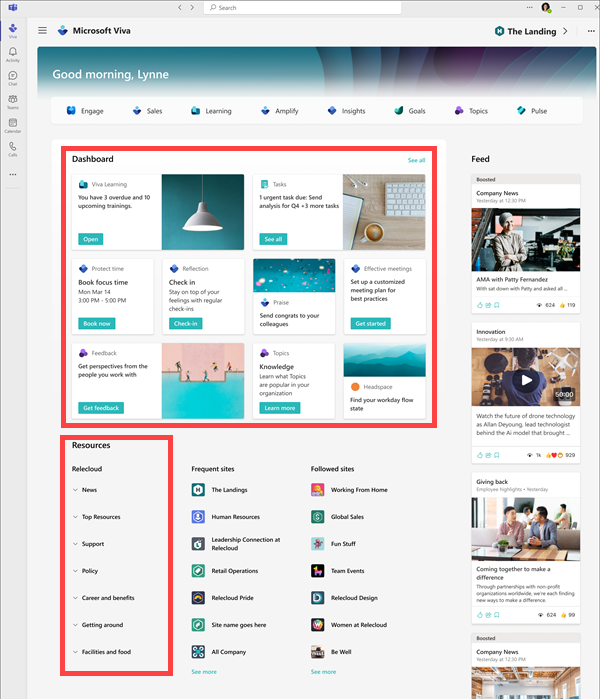 Search
Viva
Activity
Chat
Teams
Calendar
Calls
Microsoft Viva
The Landing
Good morning, Lynne
Engage
Sales
Learning
Amplify
Insights
Goals
Topics
Pulse
Dashboard
See all
Viva Learning
You have 3 overdue and 10
upcoming trainings.
Open
Tasks
1 urgent task due: Send
analysis for Q4 +3 more tasks
See all
Protect time
Book focus time
Mon Mar 14
3:00 PM - 5:00 PM
Book now
Reflection
Check in
Stay on top of your
feelings with regular
check-ins
Check-in
Praise
Send congrats to your
colleagues
Effective meetings
Set up a customized
meeting plan for
best practices
Get started
Feedback
Get perspectives from the
people you work with
Get feedback
Topics
Knowledge
Learn what Topics
are popular in your
organization
Learn more
Headspace
Find your workday flow
state
Resources
Relecloud
News
Top Resources
Support
Policy
Career and benefits
Getting around
Facilities and food
Frequent sites
The Landings
Human Resources
Leadership Connection at
Relecloud
Retail Operations
Relecloud Pride
Site name goes here
All Company
See more
Followed sites
Working From Home
Global Sales
Fun Stuff
Team Events
Relecloud Design
Women at Relecloud
Be Well
See more
Feed
Boosted
Company News
Yesterday at 12:30 PM
AMA with Patty Fernandez
With sat down with Patty and asked all ...
624
119
Innovation
Yesterday at 9:30 AM
50:00
Watch the future of drone technology
as Allan Deyoung, lead technologist
behind the Ai model that brought ...
1k
929
Giving back
Employee highlights • Yesterday
Coming together to make a
difference
Through partnerships with non-profit
organizations worldwide, we're each finding
new ways to make a difference.
624
99
Boosted
Company News
Yesterday at 12:30 PM